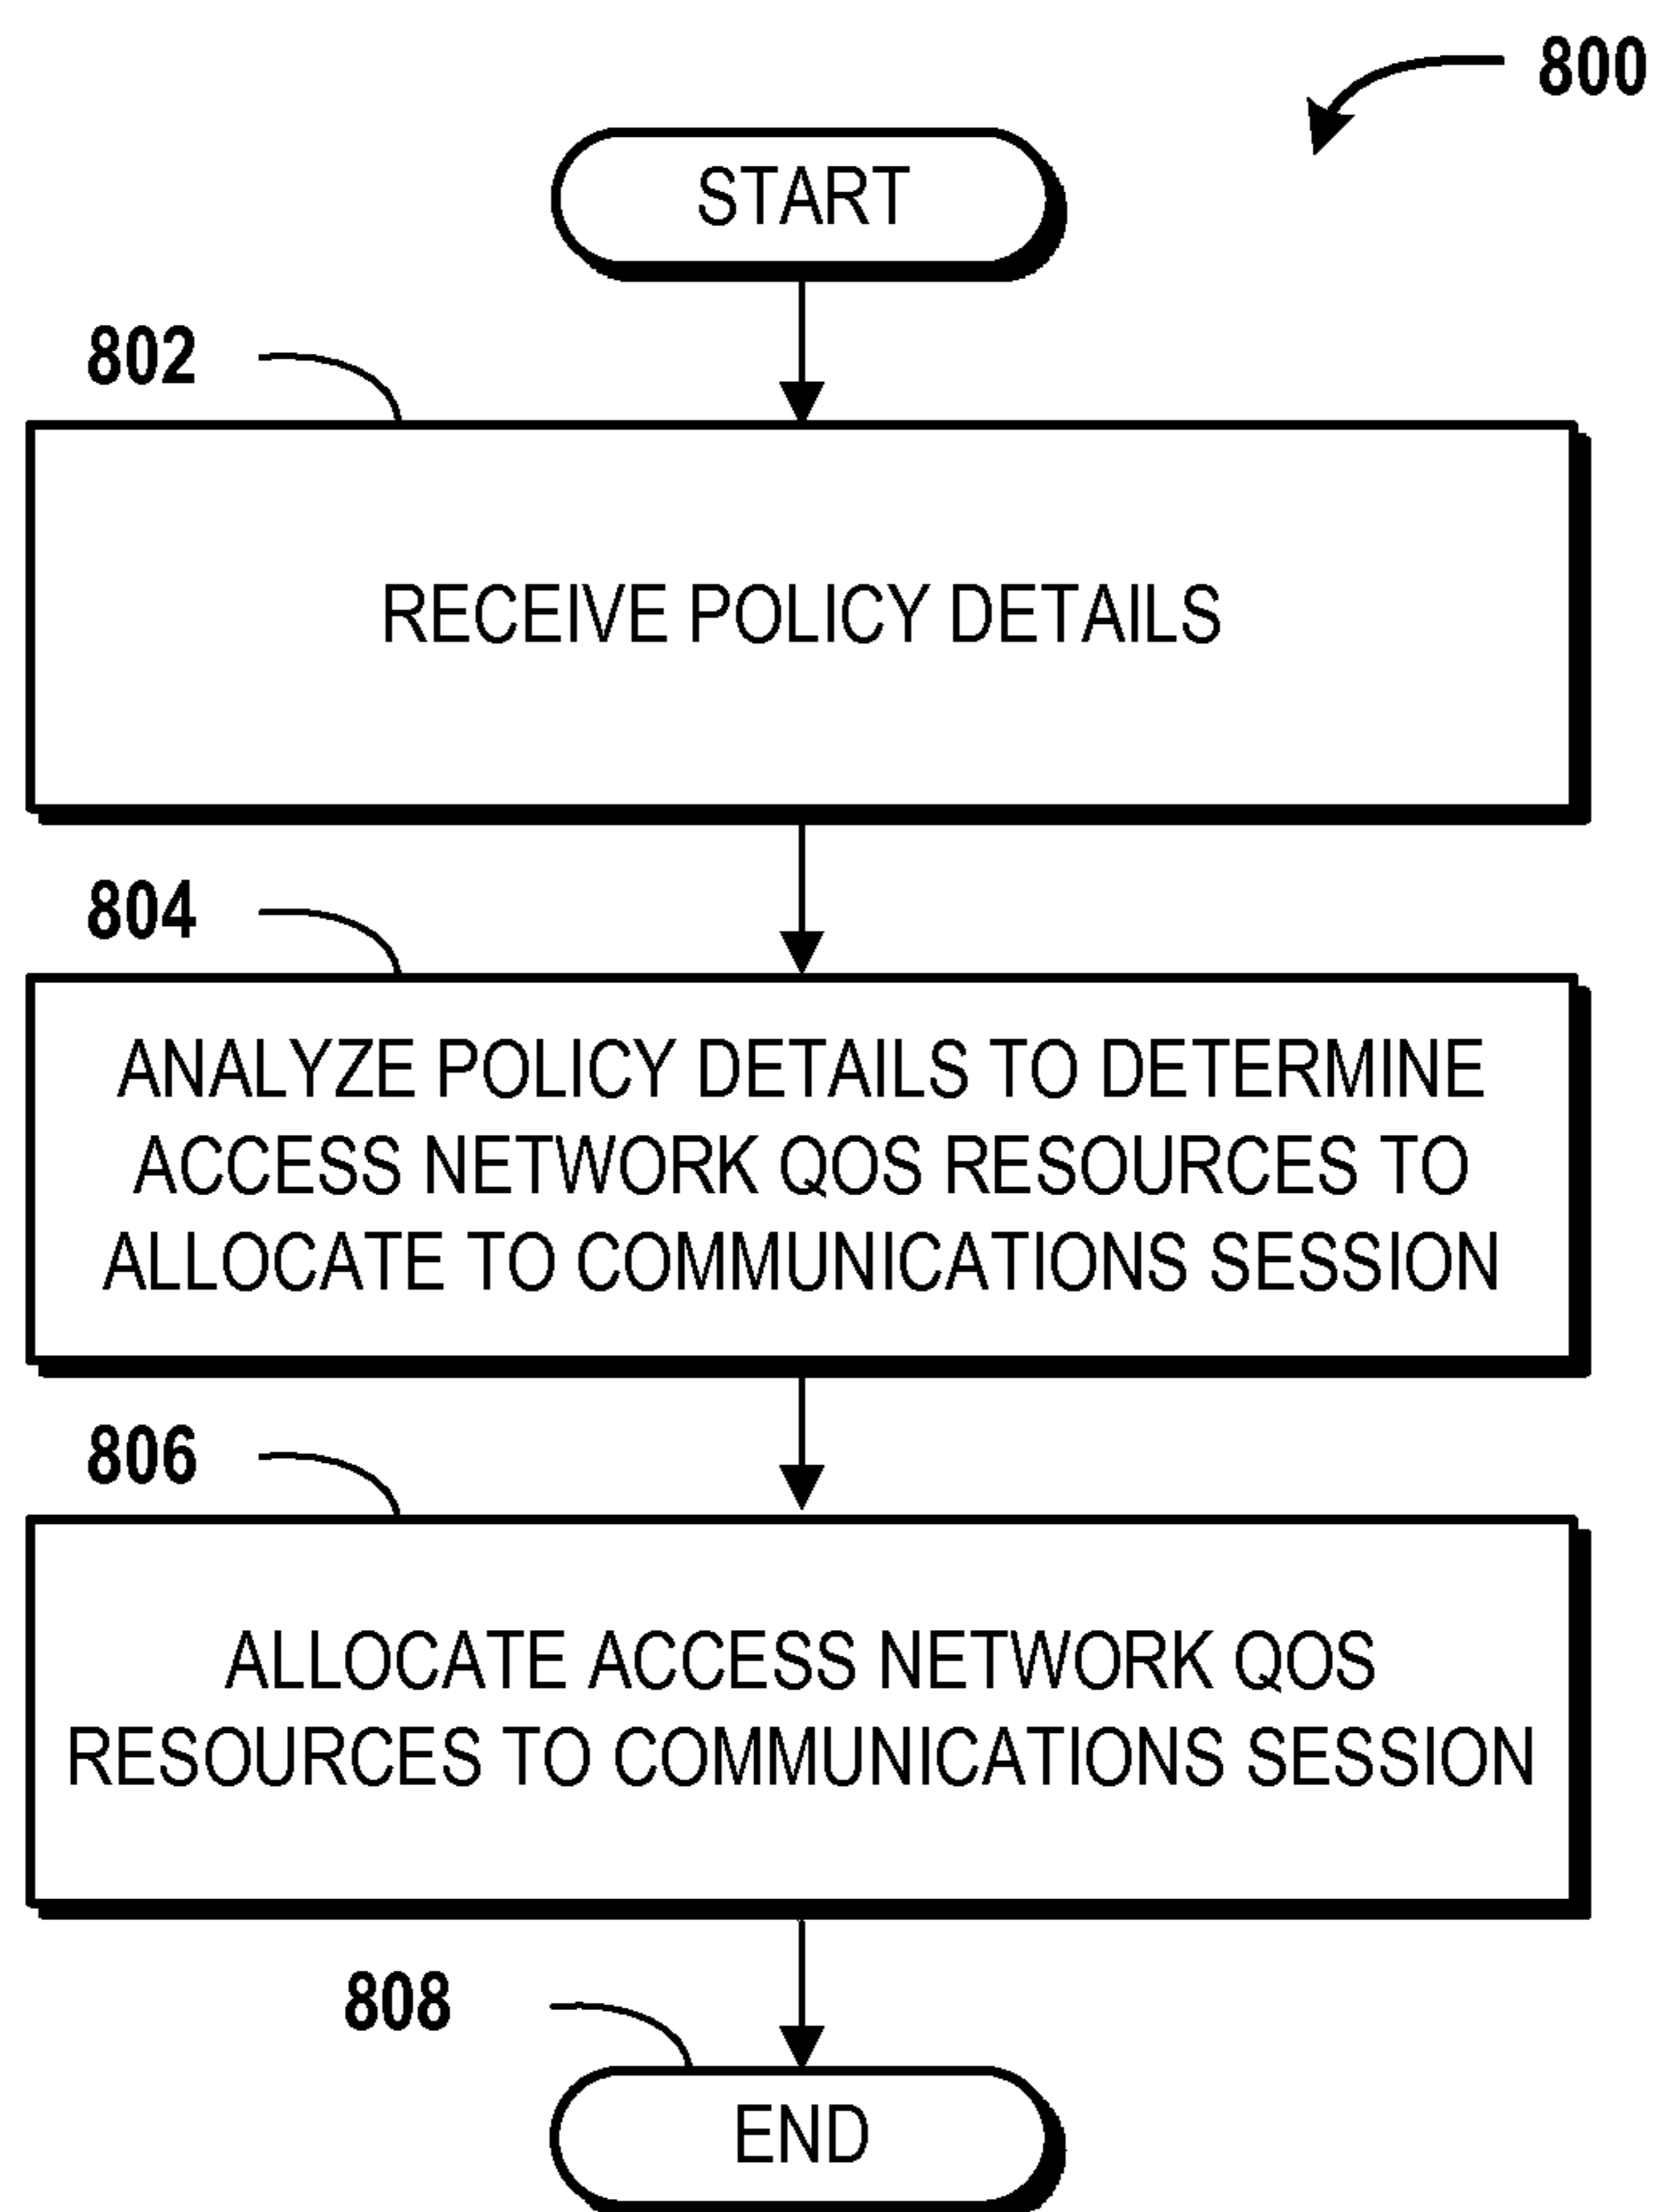 800
START
802
RECEIVE POLICY DETAILS
804
ANALYZE POLICY DETAILS TO DETERMINE
ACCESS NETWORK QOS RESOURCES TO
ALLOCATE TO COMMUNICATIONS SESSION
806
ALLOCATE ACCESS NETWORK QOS
RESOURCES TO COMMUNICATIONS SESSION
808
END